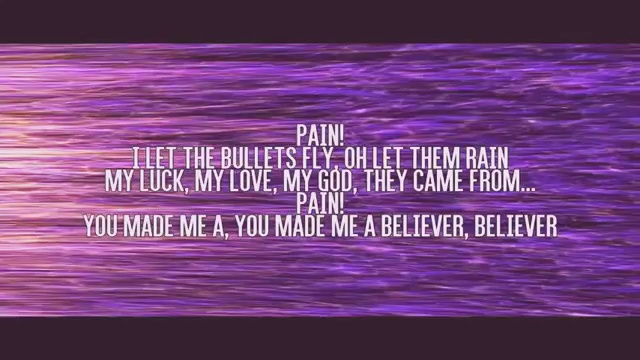 PAIN!
I LET THE BULLETS FLY, OH LET THEM RAIN
MY LUCK, MY LOVE, MY GOD, THEY CAME FROM...
PAIN!
YOU MADE ME A, YOU MADE ME A BELIEVER, BELIEVER